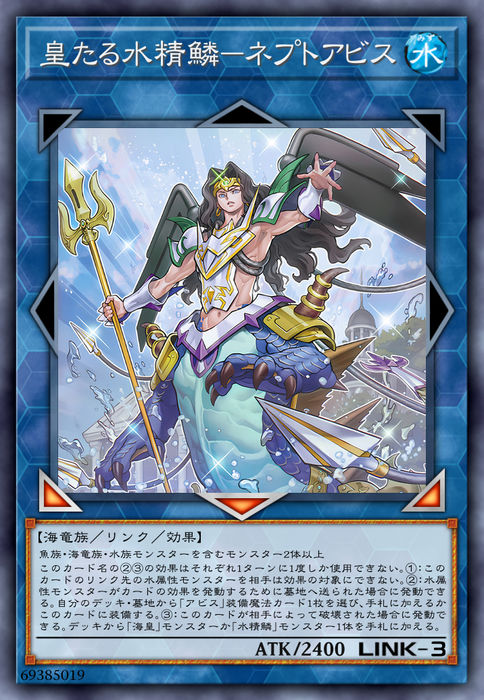 皇たる水精鱗－ネプトアビス
みず
水
【海竜族／リンク／効果】
魚族・海竜族・水族モンスターを含むモンスター2体以上
このカード名の②③の効果はそれぞれ1ターンに1度しか使用できない。①：こ
のカードのリンク先の水属性モンスターを相手は効果の対象にできない。②：水属
性モンスターがカードの効果を発動するために墓地へ送られた場合に発動でき
る。自分のデッキ・墓地から「アビス」装備魔法カード1枚を選び、手札に加えるか
このカードに装備する。③：このカードが相手によって破壊された場合に発動で
きる。デッキから「海皇」モンスターか「水精鱗」モンスター1体を手札に加える。
ATK/2400 LINK-3
69385019